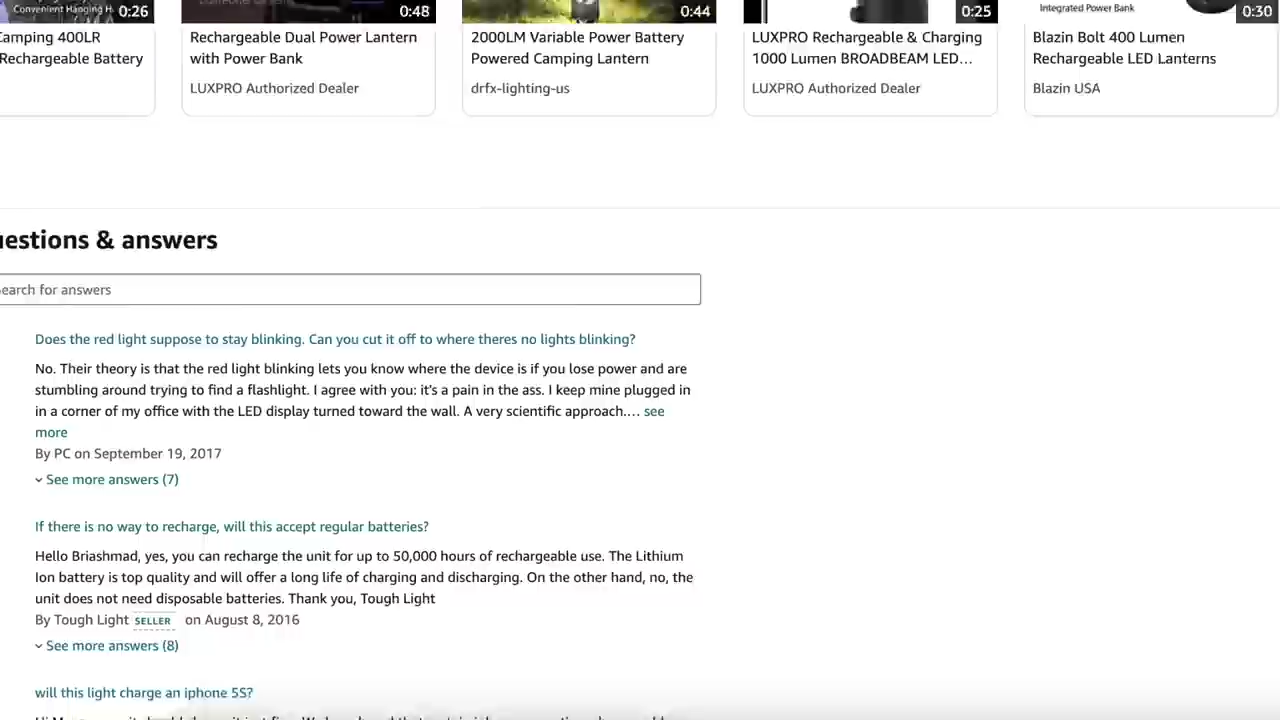 Convenient Hanging H
0:26
0:48
0:44
0:25
Integrated Power Bank
0:30
Camping 400LR
Rechargeable Battery
Rechargeable Dual Power Lantern
with Power Bank
LUXPRO Authorized Dealer
2000LM Variable Power Battery
Powered Camping Lantern
drfx-lighting-us
LUXPRO Rechargeable & Charging
1000 Lumen BROADBEAM LED...
LUXPRO Authorized Dealer
Blazin Bolt 400 Lumen
Rechargeable LED Lanterns
Blazin USA
uestions & answers
earch for answers
Does the red light suppose to stay blinking. Can you cut it off to where theres no lights blinking?
No. Their theory is that the red light blinking lets you know where the device is if you lose power and are
stumbling around trying to find a flashlight. I agree with you: it's a pain in the ass. I keep mine plugged in
in a corner of my office with the LED display turned toward the wall. A very scientific approach.... see
more
By PC on September 19, 2017
See more answers (7)
If there is no way to recharge, will this accept regular batteries?
Hello Briashmad, yes, you can recharge the unit for up to 50,000 hours of rechargeable use. The Lithium
Ion battery is top quality and will offer a long life of charging and discharging. On the other hand, no, the
unit does not need disposable batteries. Thank you, Tough Light
By Tough Light SELLER on August 8, 2016
See more answers (8)
will this light charge an iphone 5S?